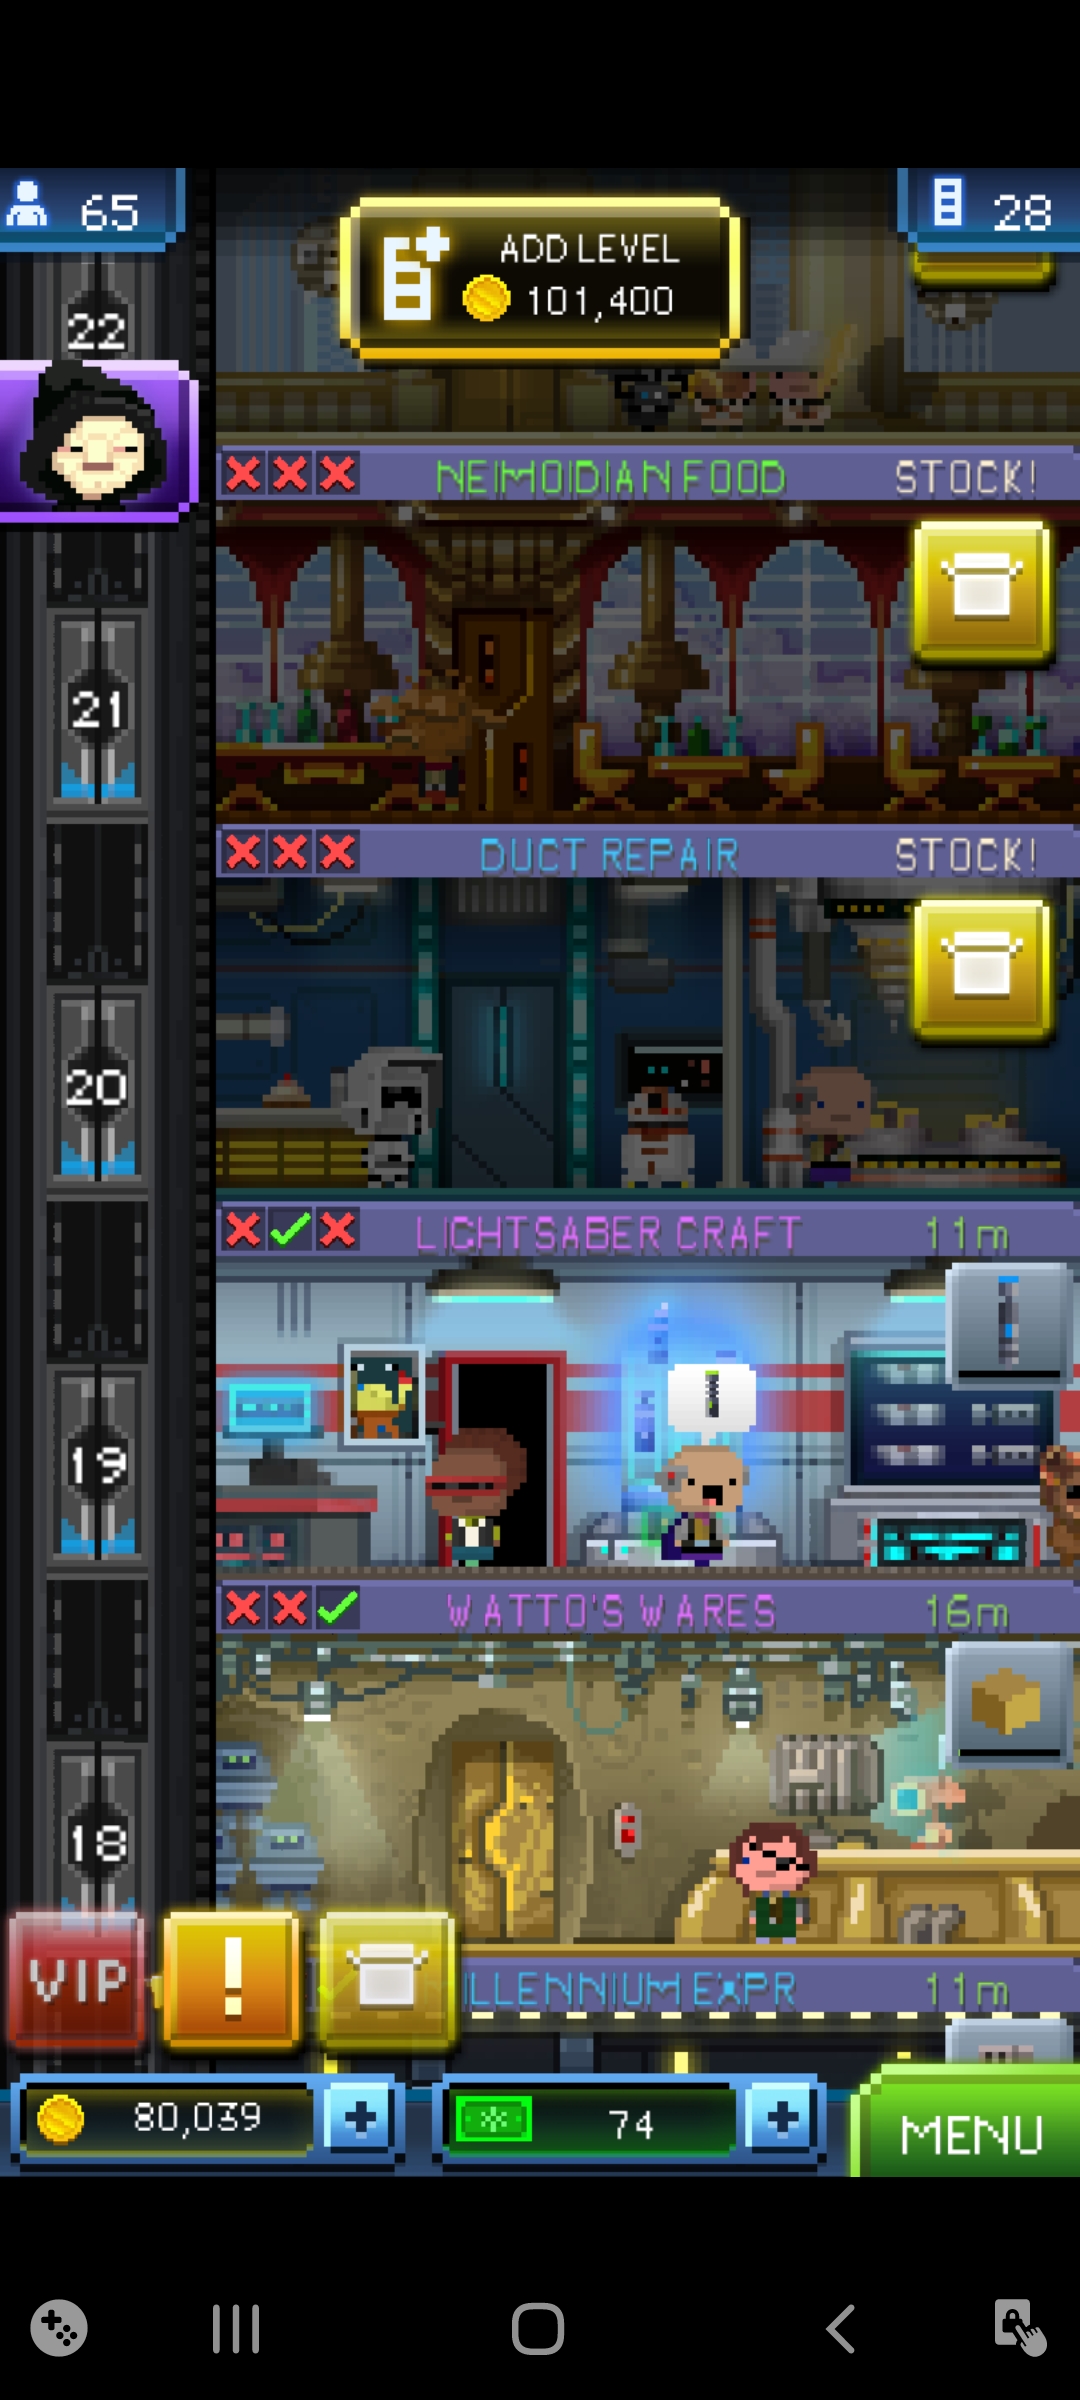 65
ADD LEVEL
101,400
28
22
NEIMOIDIAN FOOD STOCK!
21
DUCT REPAIR STOCK!
20
LIGHTSABER CRAFT 11m
19
WATTO'S WARES 16m
18
VIP ! ILLENNIUM EXPR 11m
80,039 + 74 + MENU